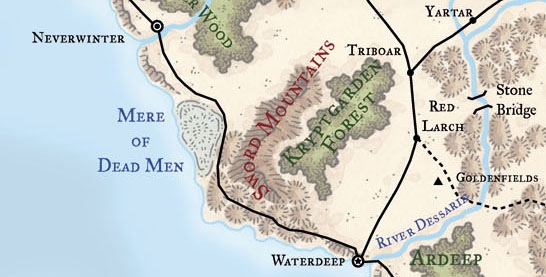 YARTAR
NEVERWINTER
ER WOOD
TRIBOAR
SWORD MOUNTAINS
KRYPTGARDEN
FOREST
STONE
BRIDGE
RED
LARCH
MERE
OF
DEAD MEN
GOLDENFIELDS
RIVER DESSARIN
WATERDEEP
ARDEEP